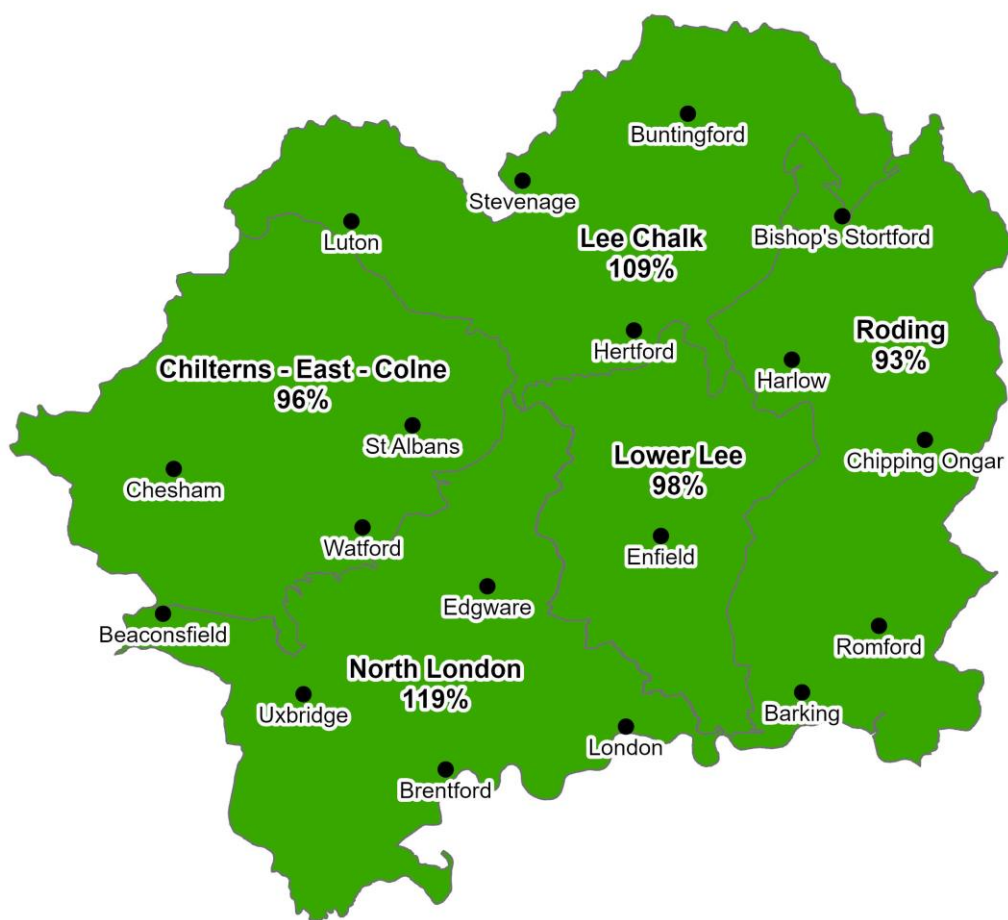 Buntingford
Stevenage
Luton
Bishop's Stortford
Lee Chalk
109%
Hertford
Roding
93%
Harlow
Chilterns - East - Colne
96%
St Albans
Chipping Ongar
Lower Lee
98%
Chesham
Watford
Enfield
Edgware
Beaconsfield
Romford
North London
119%
Uxbridge
Barking
London
Brentford